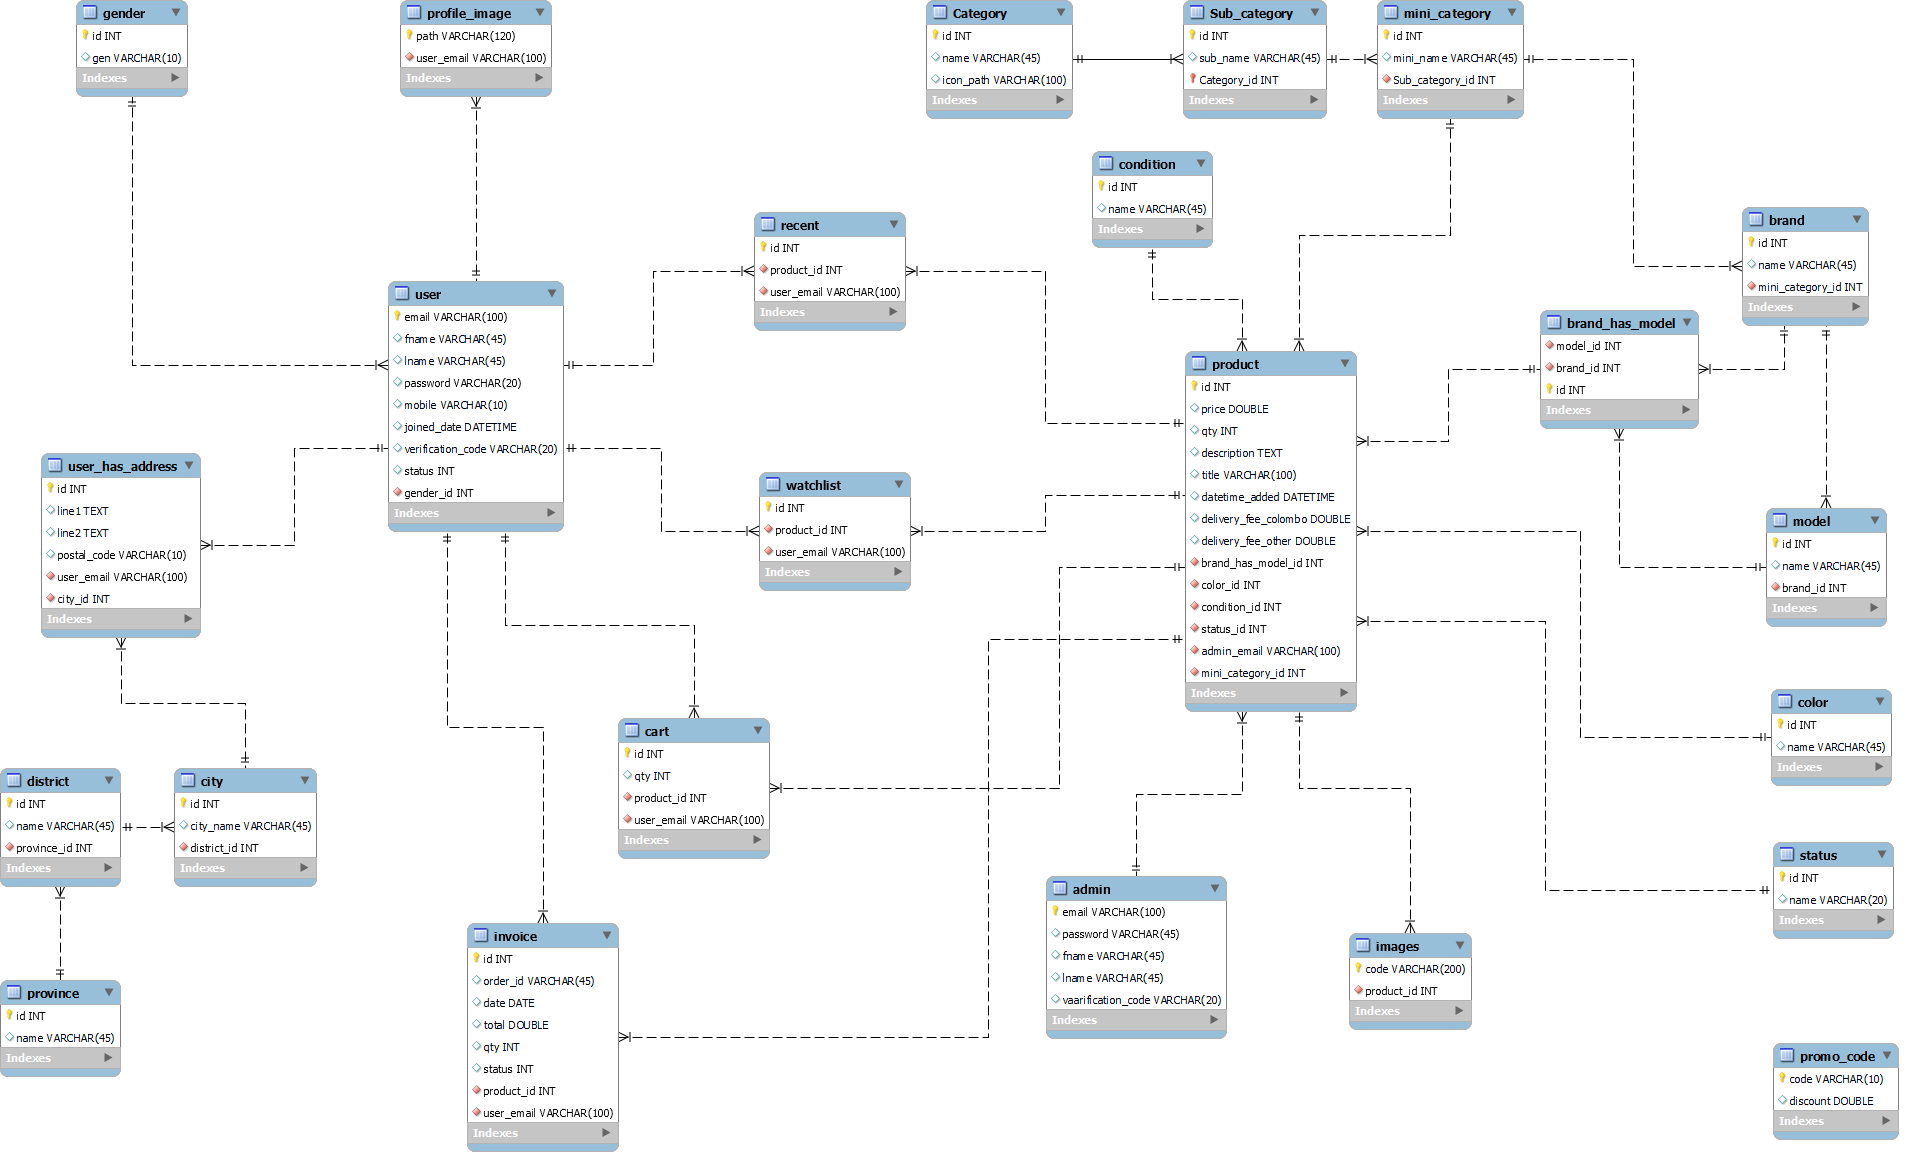 gender
id INT
gen VARCHAR(10)
Indexes
profile_image
path VARCHAR(120)
user_email VARCHAR(100)
Indexes
Category
id INT
name VARCHAR(45)
icon_path VARCHAR(100)
Indexes
Sub_category
id INT
sub_name VARCHAR(45)
Category_id INT
Indexes
mini_category
id INT
mini_name VARCHAR(45)
Sub_category_id INT
Indexes
condition
id INT
name VARCHAR(45)
Indexes
recent
id INT
product_id INT
user_email VARCHAR(100)
Indexes
brand
id INT
name VARCHAR(45)
mini_category_id INT
Indexes
user
email VARCHAR(100)
fname VARCHAR(45)
lname VARCHAR(45)
password VARCHAR(20)
mobile VARCHAR(10)
joined_date DATETIME
verification_code VARCHAR(20)
status INT
gender_id INT
Indexes
brand_has_model
model_id INT
brand_id INT
id INT
Indexes
product
id INT
price DOUBLE
qty INT
description TEXT
title VARCHAR(100)
datetime_added DATETIME
delivery_fee_colombo DOUBLE
delivery_fee_other DOUBLE
brand_has_model_id INT
color_id INT
condition_id INT
status_id INT
admin_email VARCHAR(100)
mini_category_id INT
Indexes
user_has_address
id INT
line1 TEXT
line2 TEXT
postal_code VARCHAR(10)
user_email VARCHAR(100)
city_id INT
Indexes
watchlist
id INT
product_id INT
user_email VARCHAR(100)
Indexes
model
id INT
name VARCHAR(45)
brand_id INT
Indexes
color
id INT
name VARCHAR(45)
Indexes
cart
id INT
qty INT
product_id INT
user_email VARCHAR(100)
Indexes
district
id INT
name VARCHAR(45)
province_id INT
Indexes
city
id INT
city_name VARCHAR(45)
district_id INT
Indexes
status
id INT
name VARCHAR(20)
Indexes
admin
email VARCHAR(100)
password VARCHAR(45)
fname VARCHAR(45)
lname VARCHAR(45)
vaarification_code VARCHAR(20)
Indexes
invoice
id INT
order_id VARCHAR(45)
date DATE
total DOUBLE
qty INT
status INT
product_id INT
user_email VARCHAR(100)
Indexes
images
code VARCHAR(200)
product_id INT
Indexes
province
id INT
name VARCHAR(45)
Indexes
promo_code
code VARCHAR(10)
discount DOUBLE
Indexes